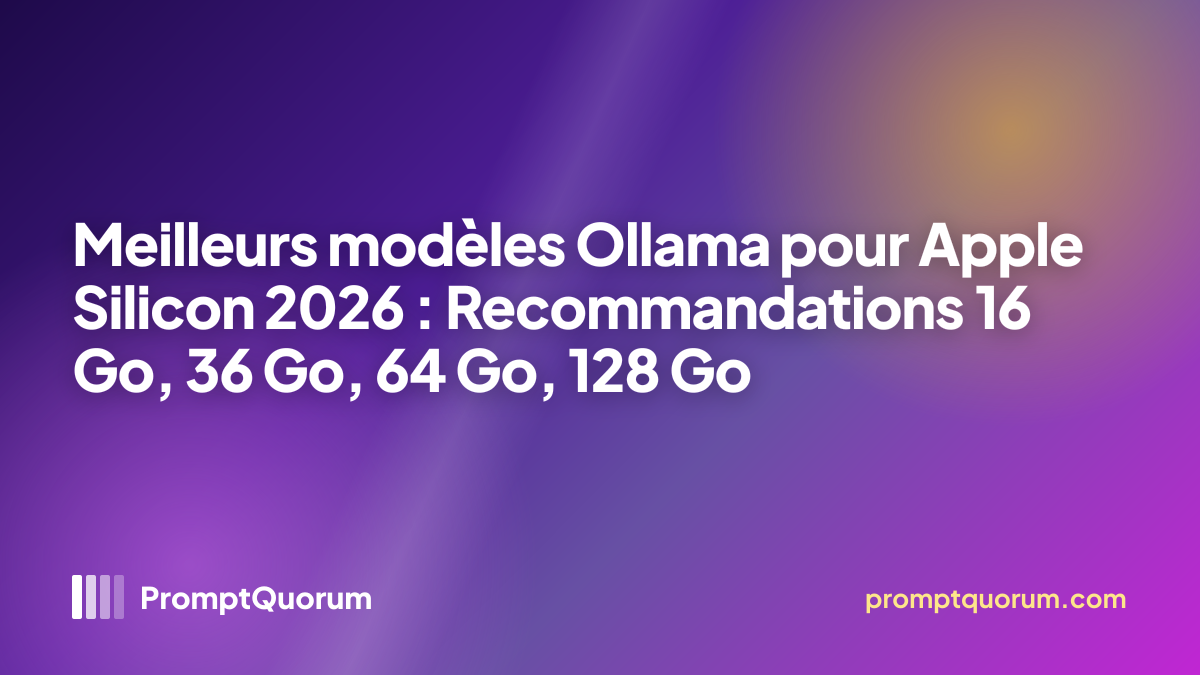 Meilleurs modèles Ollama pour Apple
Silicon 2026 : Recommandations 16
Go, 36 Go, 64 Go, 128 Go
PromptQuorum
promptquorum.com